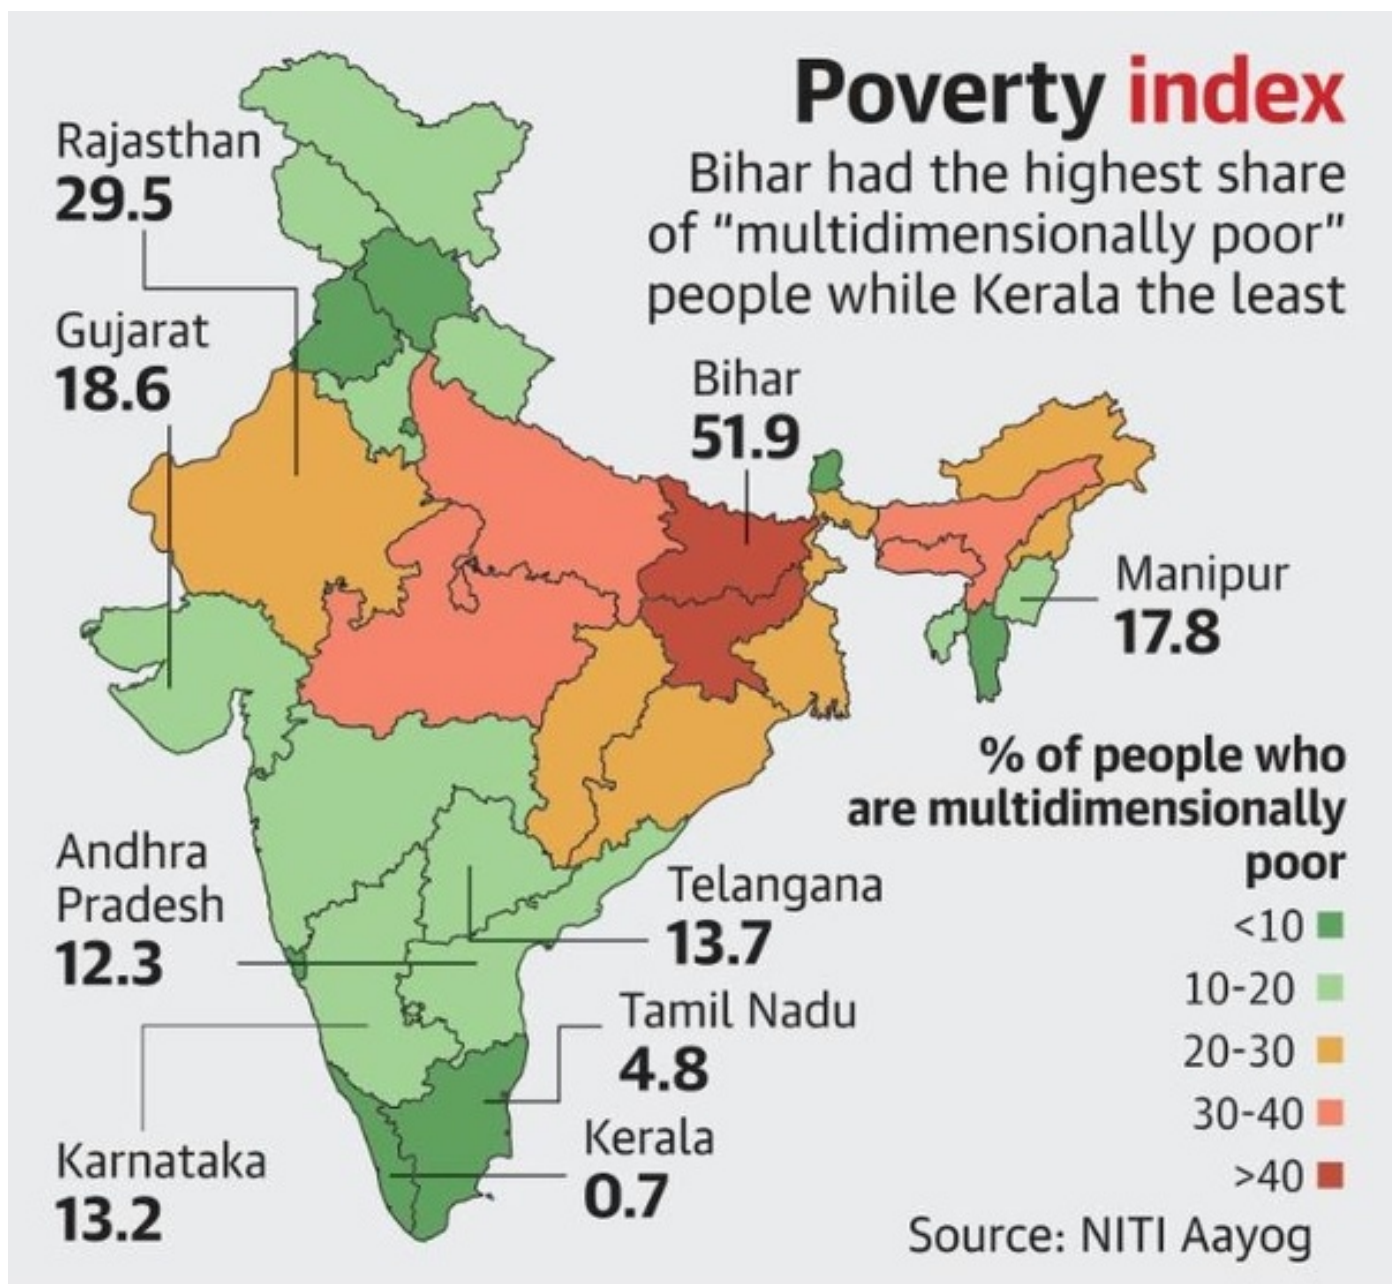 Poverty index
Bihar had the highest share
of “multidimensionally poor”
people while Kerala the least
Rajasthan
29.5
Gujarat
18.6
Bihar
51.9
Manipur
17.8
Andhra
Pradesh
12.3
Telangana
13.7
Tamil Nadu
4.8
Kerala
0.7
Karnataka
13.2
% of people who
are multidimensionally
poor
<10
10-20
20-30
30-40
>40
Source: NITI Aayog